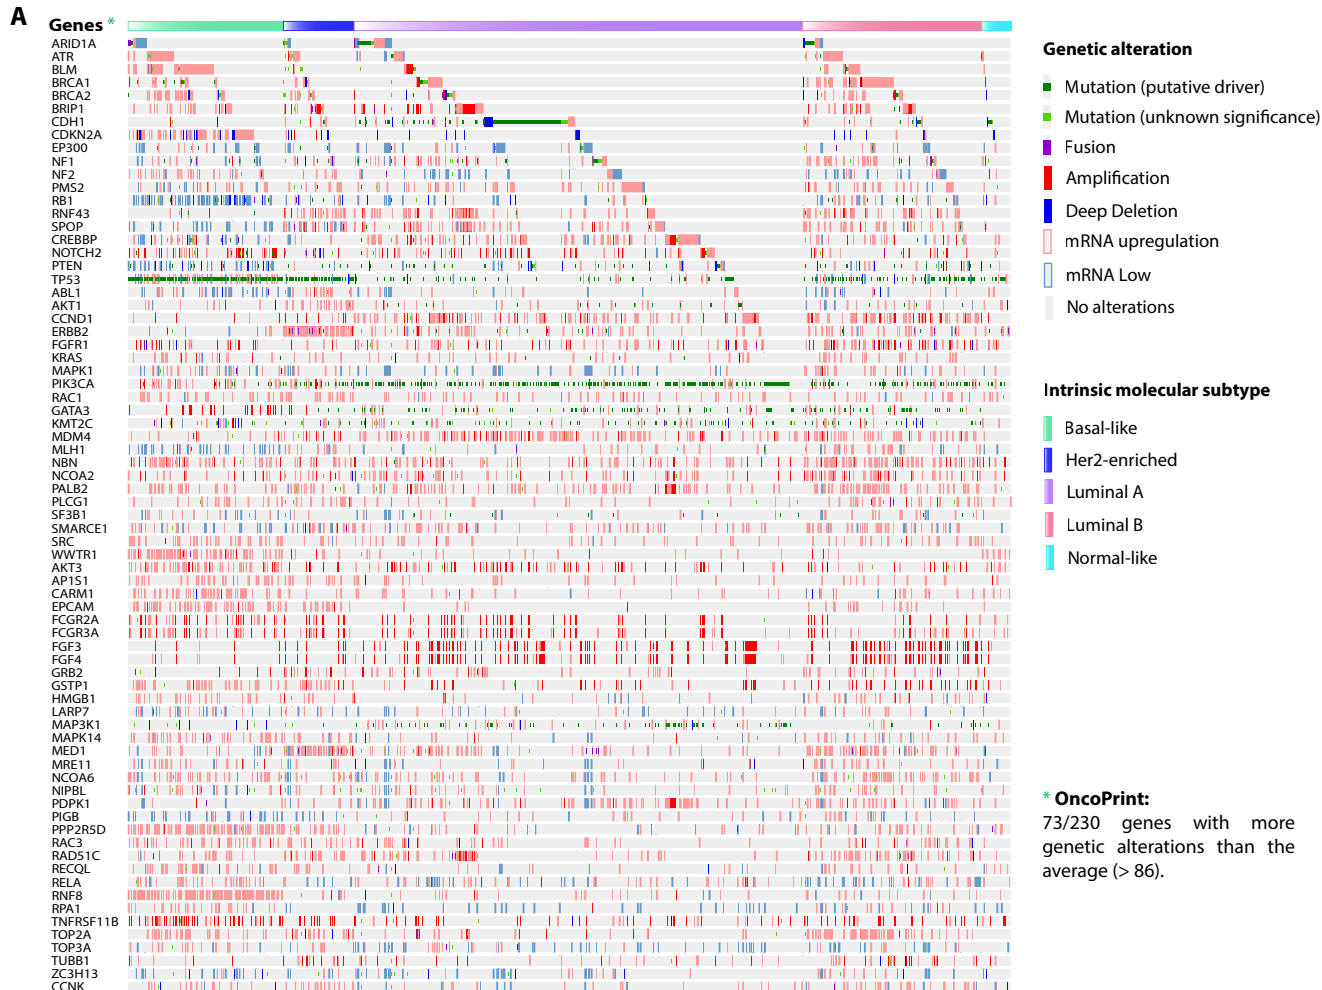 A
Genes *
ARID1A
ATR
BLM
BRCA1
BRCA2
BRIP1
CDH1
CDKN2A
EP300
NF1
NF2
PMS2
RB1
RNF43
SPOP
CREBBP
NOTCH2
PTEN
TP53
ABL1
AKT1
CCND1
ERBB2
FGFR1
KRAS
MAPK1
PIK3CA
RAC1
GATA3
KMT2C
MDM4
MLH1
NBN
NCOA2
PALB2
PLCG1
SF3B1
SMARCE1
SRC
WWTR1
AKT3
AP1S1
CARM1
EPCAM
FCGR2A
FCGR3A
FGF3
FGF4
GRB2
GSTP1
HMGB1
LARP7
MAP3K1
MAPK14
MED1
MRE11
NCOA6
NIPBL
PDPK1
PIGB
PPP2R5D
RAC3
RAD51C
RECQL
RELA
RNF8
RPA1
TNFRSF11B
TOP2A
TOP3A
TUBB1
ZC3H13
CCNK
Genetic alteration
Mutation (putative driver)
Mutation (unknown significance)
Fusion
Amplification
Deep Deletion
mRNA upregulation
mRNA Low
No alterations
Intrinsic molecular subtype
Basal-like
Her2-enriched
Luminal A
Luminal B
Normal-like
* OncoPrint:
73/230 genes with more
genetic alterations than the
average (> 86).